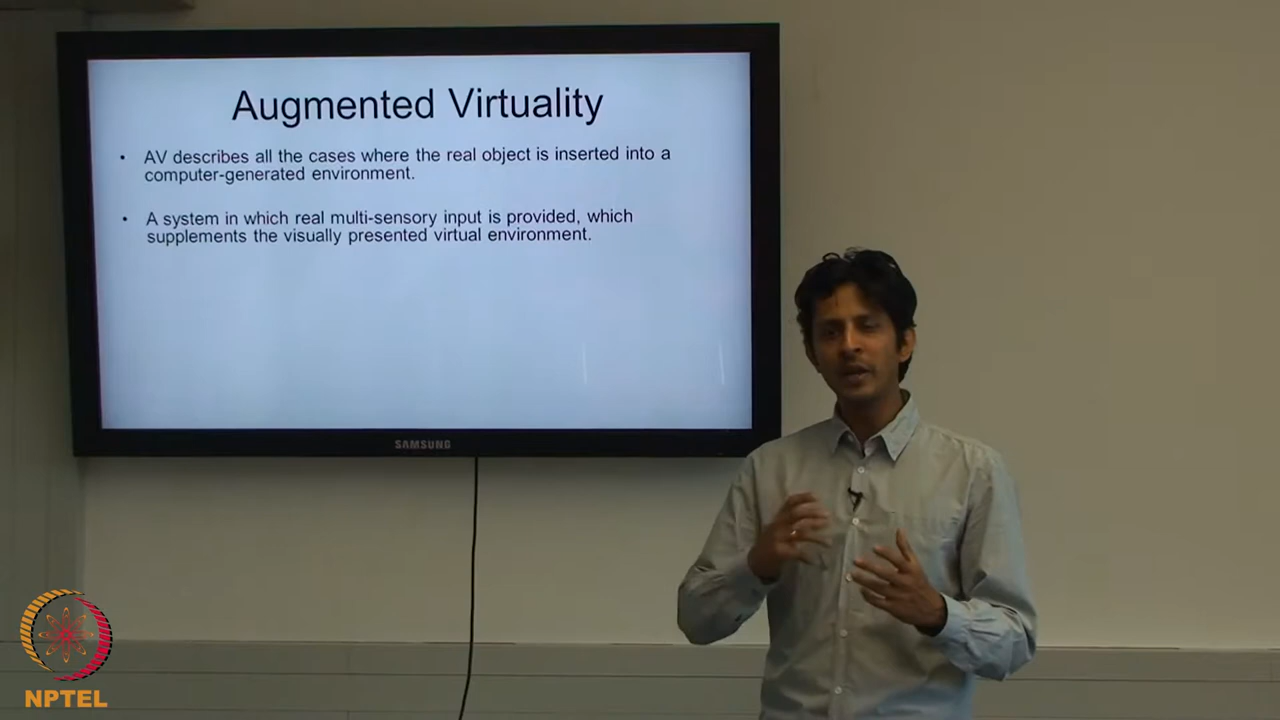 Augmented Virtuality
• AV describes all the cases where the real object is inserted into a
computer-generated environment.
• A system in which real multi-sensory input is provided, which
supplements the visually presented virtual environment.
SAMSUNG
NPTEL